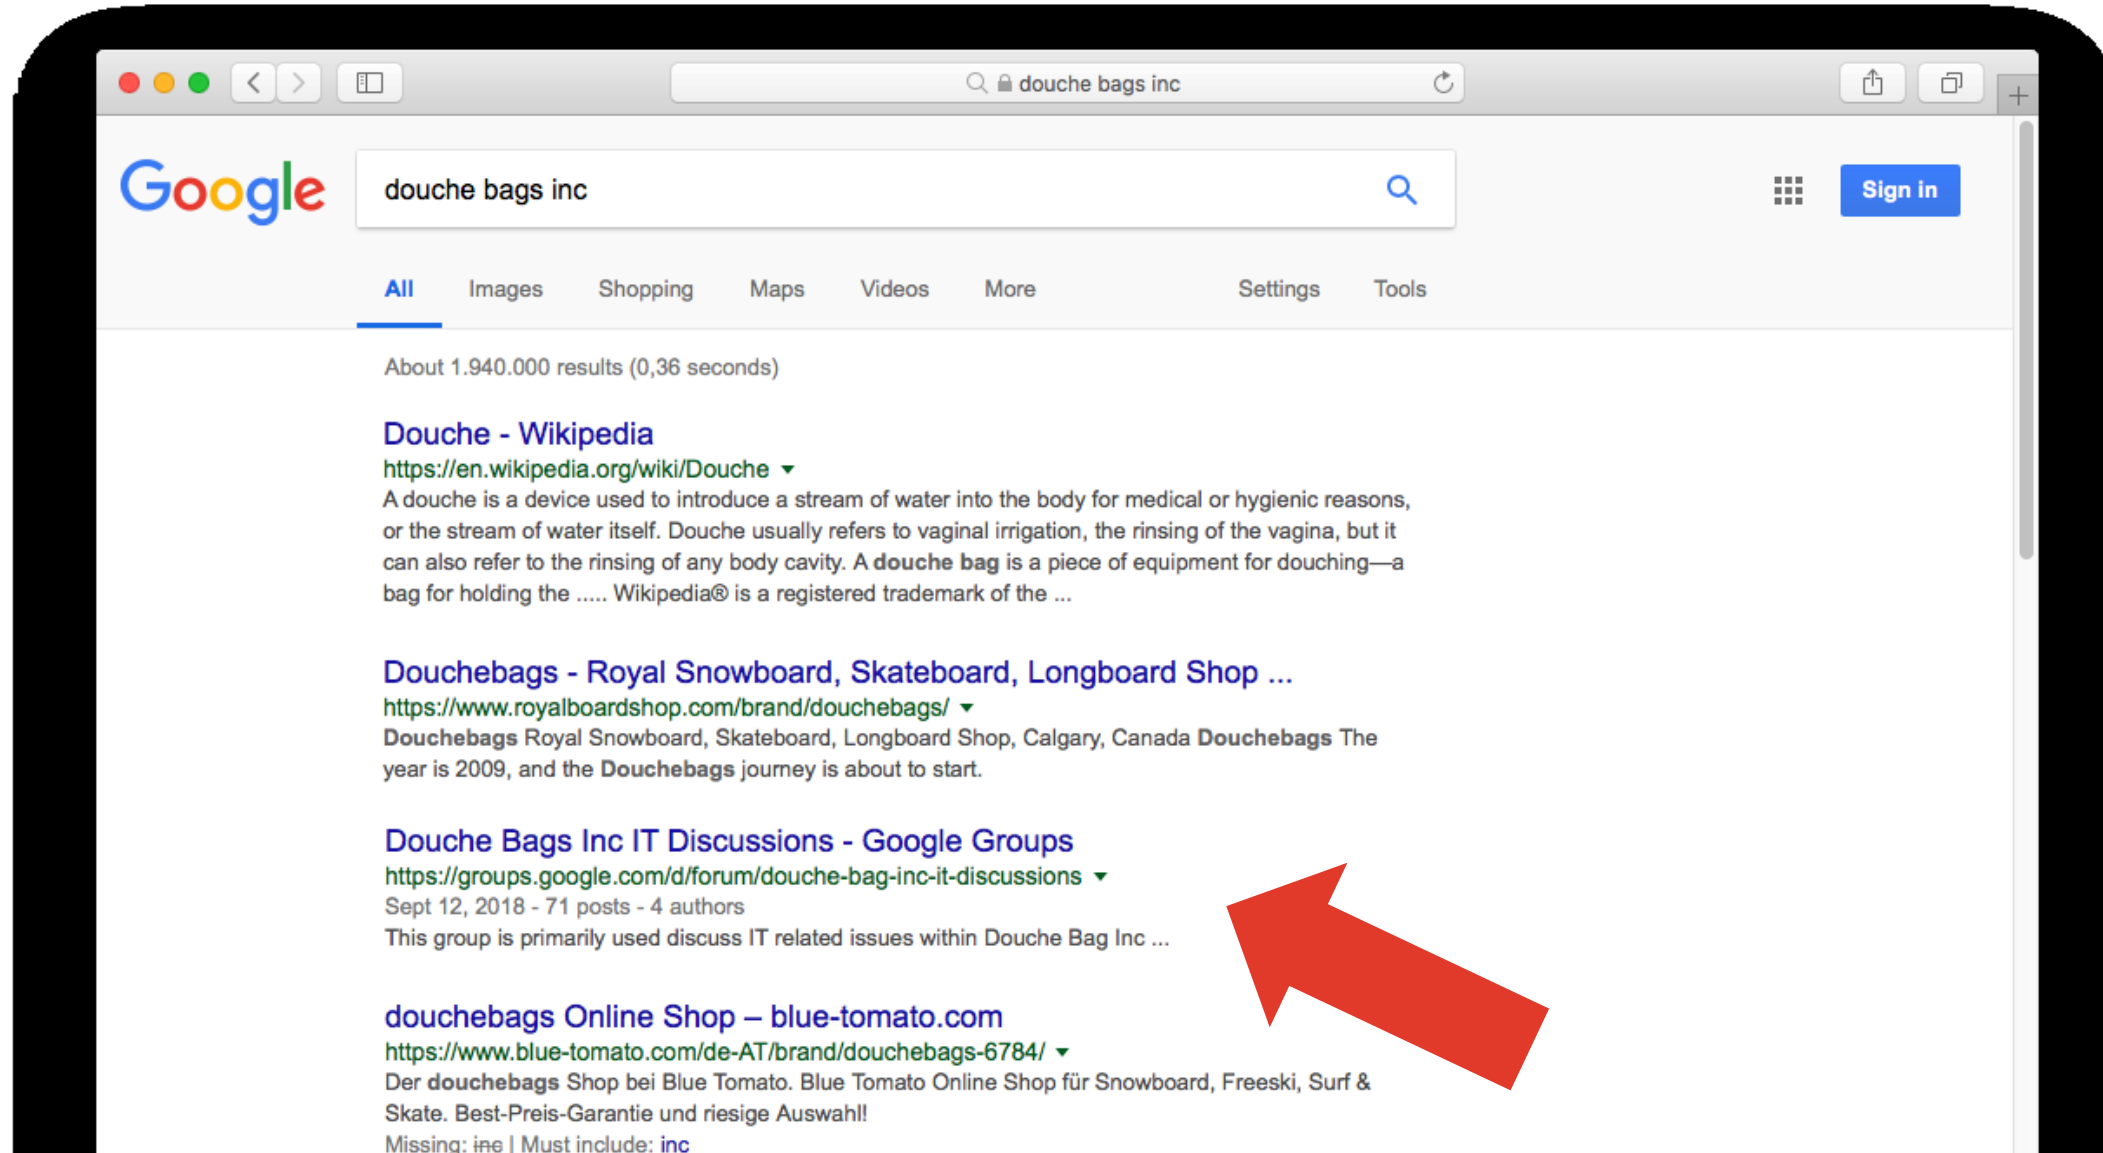 douche bags inc
Google
douche bags inc
Sign in
All Images Shopping Maps Videos More Settings Tools
About 1.940.000 results (0,36 seconds)
Douche - Wikipedia
https://en.wikipedia.org/wiki/Douche
A douche is a device used to introduce a stream of water into the body for medical or hygienic reasons,
or the stream of water itself. Douche usually refers to vaginal irrigation, the rinsing of the vagina, but it
can also refer to the rinsing of any body cavity. A douche bag is a piece of equipment for douching—a
bag for holding the ..... Wikipedia® is a registered trademark of the ...
Douchebags - Royal Snowboard, Skateboard, Longboard Shop ...
https://www.royalboardshop.com/brand/douchebags/
Douchebags Royal Snowboard, Skateboard, Longboard Shop, Calgary, Canada Douchebags The
year is 2009, and the Douchebags journey is about to start.
Douche Bags Inc IT Discussions - Google Groups
https://groups.google.com/d/forum/douche-bag-inc-it-discussions
Sept 12, 2018 - 71 posts - 4 authors
This group is primarily used discuss IT related issues within Douche Bag Inc ...
douchebags Online Shop – blue-tomato.com
https://www.blue-tomato.com/de-AT/brand/douchebags-6784/
Der douchebags Shop bei Blue Tomato. Blue Tomato Online Shop für Snowboard, Freeski, Surf &
Skate. Best-Preis-Garantie und riesige Auswahl!
Missing: inc | Must include: inc